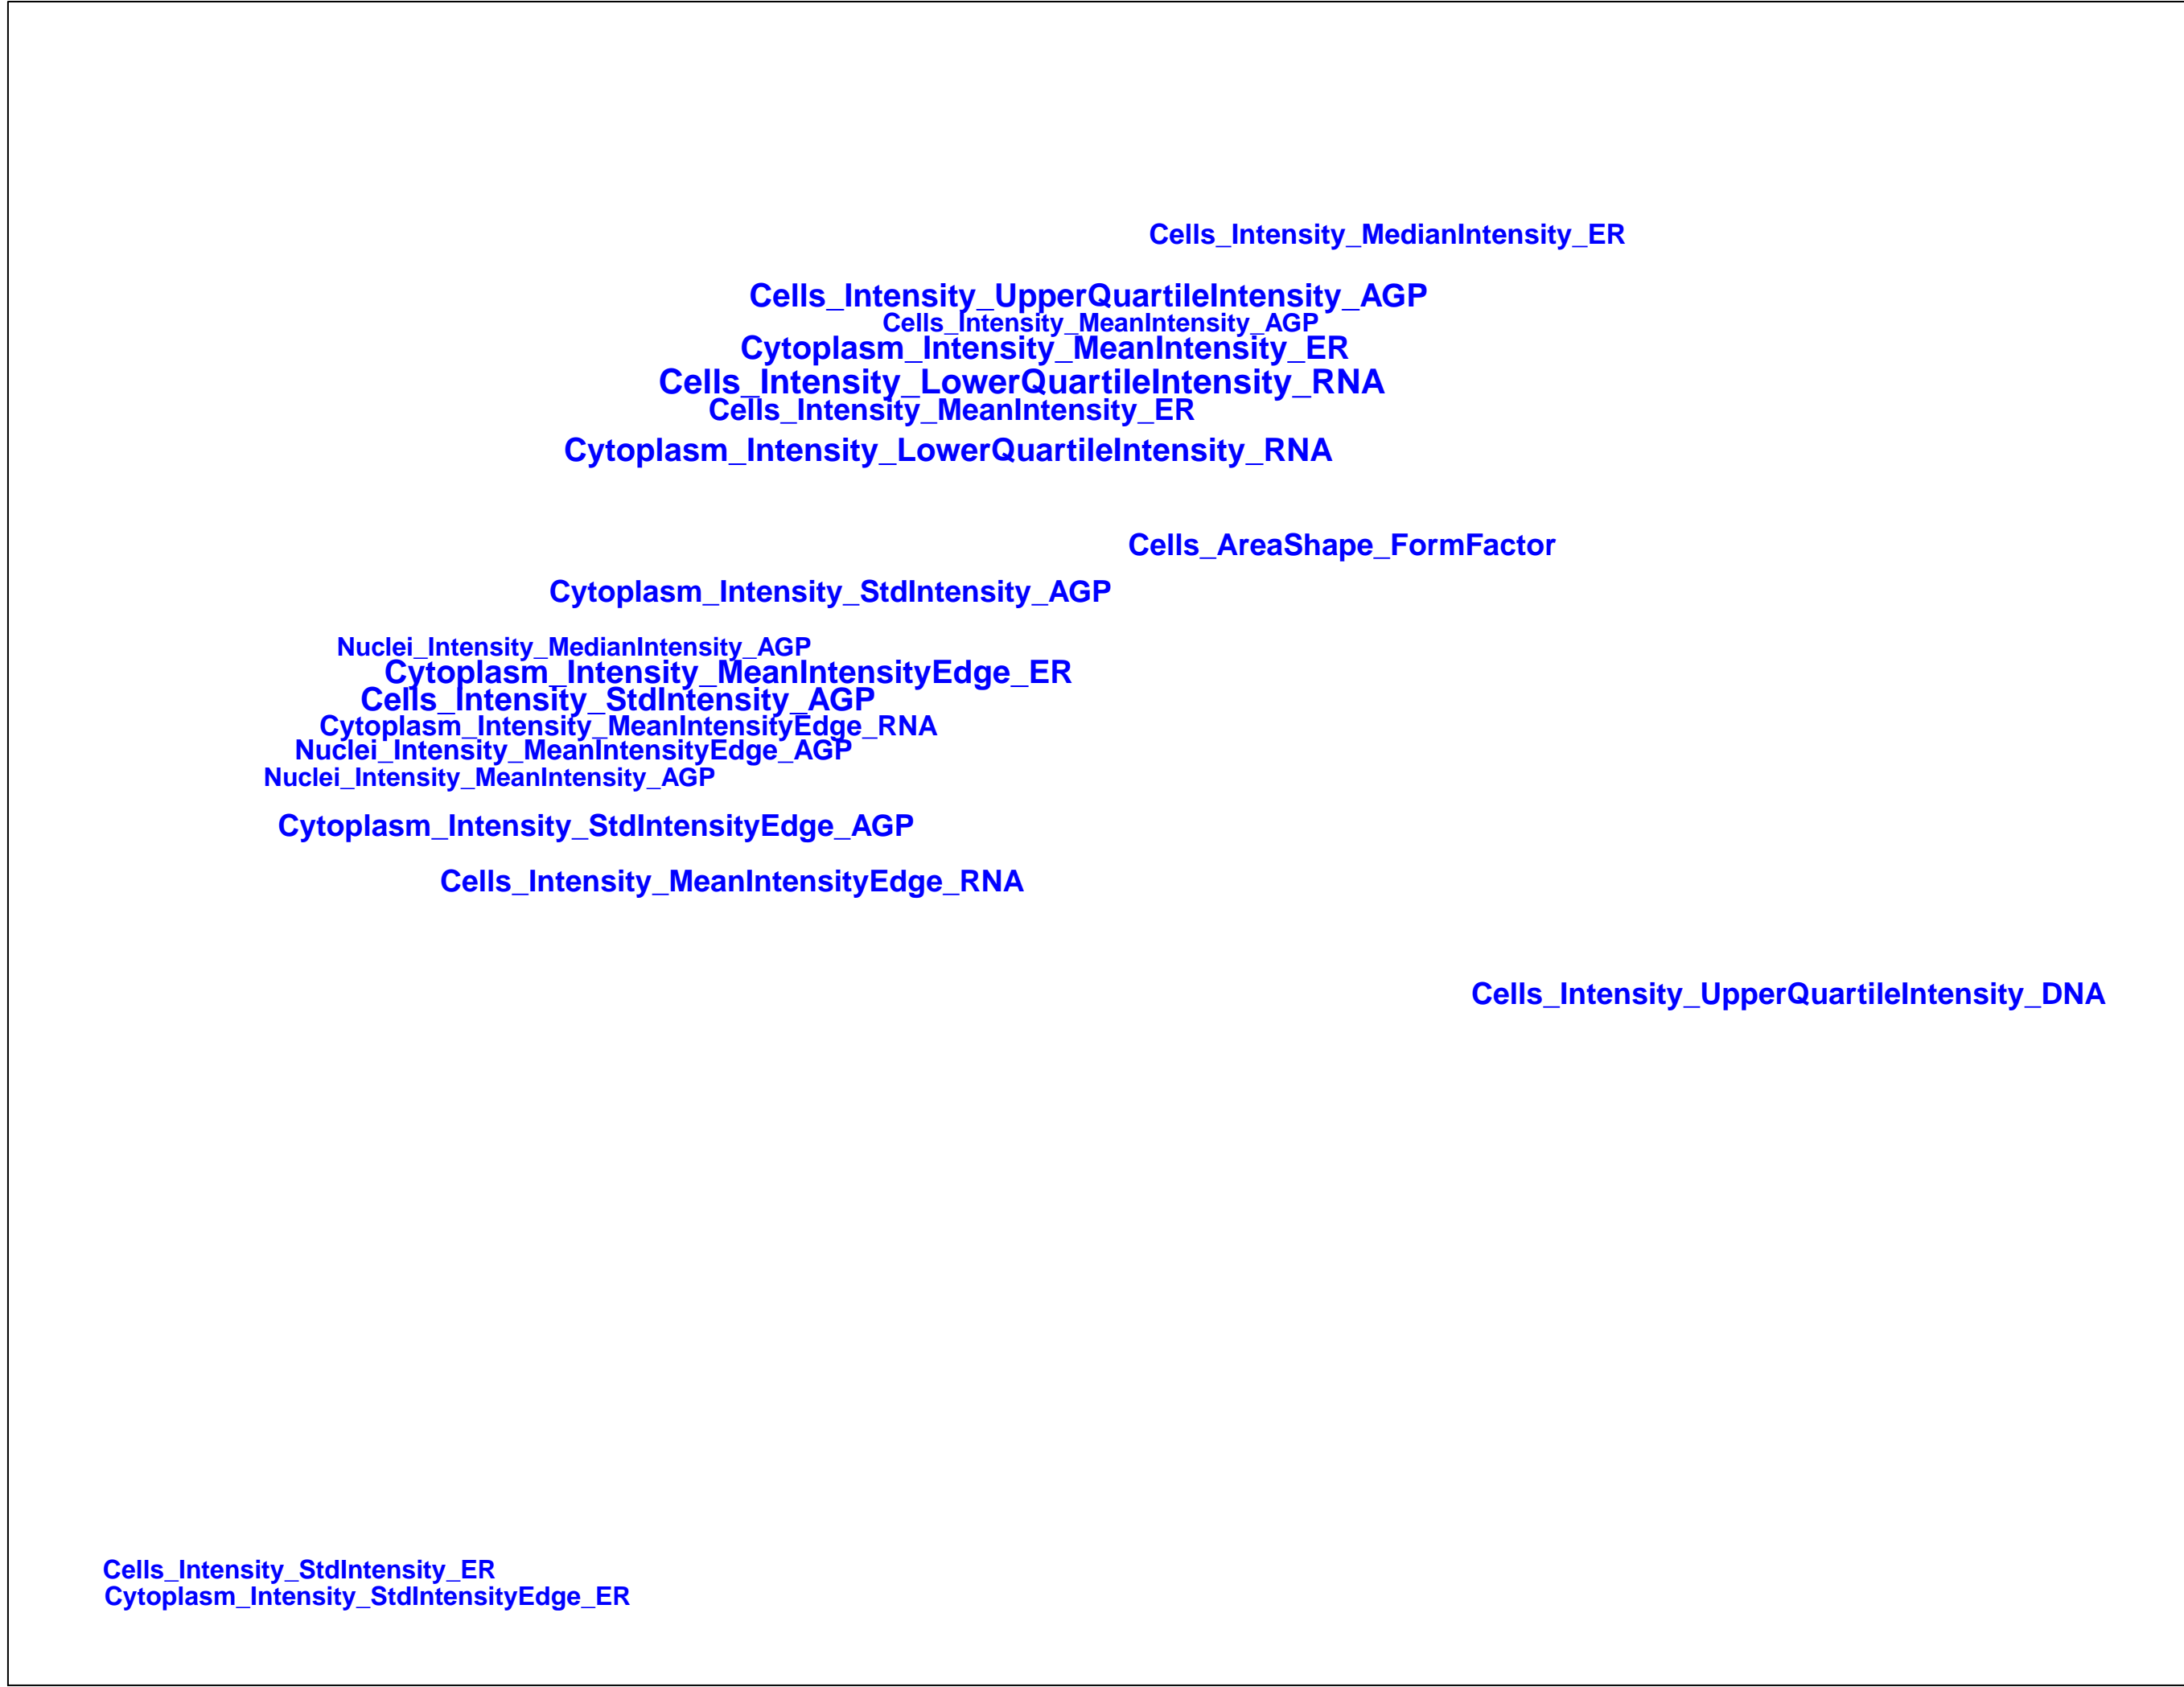 Cells_Intensity_MedianIntensity_ER
Cells_Intensity_UpperQuartileIntensity_AGP
Cells_Intensity_MeanIntensity_AGP
Cytoplasm_Intensity_MeanIntensity_ER
Cells_Intensity_LowerQuartileIntensity_RNA
Cells_Intensity_MeanIntensity_ER
Cytoplasm_Intensity_LowerQuartileIntensity_RNA
Cells_AreaShape_FormFactor
Cytoplasm_Intensity_StdIntensity_AGP
Nuclei_Intensity_MedianIntensity_AGP
Cytoplasm_Intensity_MeanIntensityEdge_ER
Cells_Intensity_StdIntensity_AGP
Cytoplasm_Intensity_MeanIntensityEdge_RNA
Nuclei_Intensity_MeanIntensityEdge_AGP
Nuclei_Intensity_MeanIntensity_AGP
Cytoplasm_Intensity_StdIntensityEdge_AGP
Cells_Intensity_MeanIntensityEdge_RNA
Cells_Intensity_UpperQuartileIntensity_DNA
Cells_Intensity_StdIntensity_ER
Cytoplasm_Intensity_StdIntensityEdge_ER